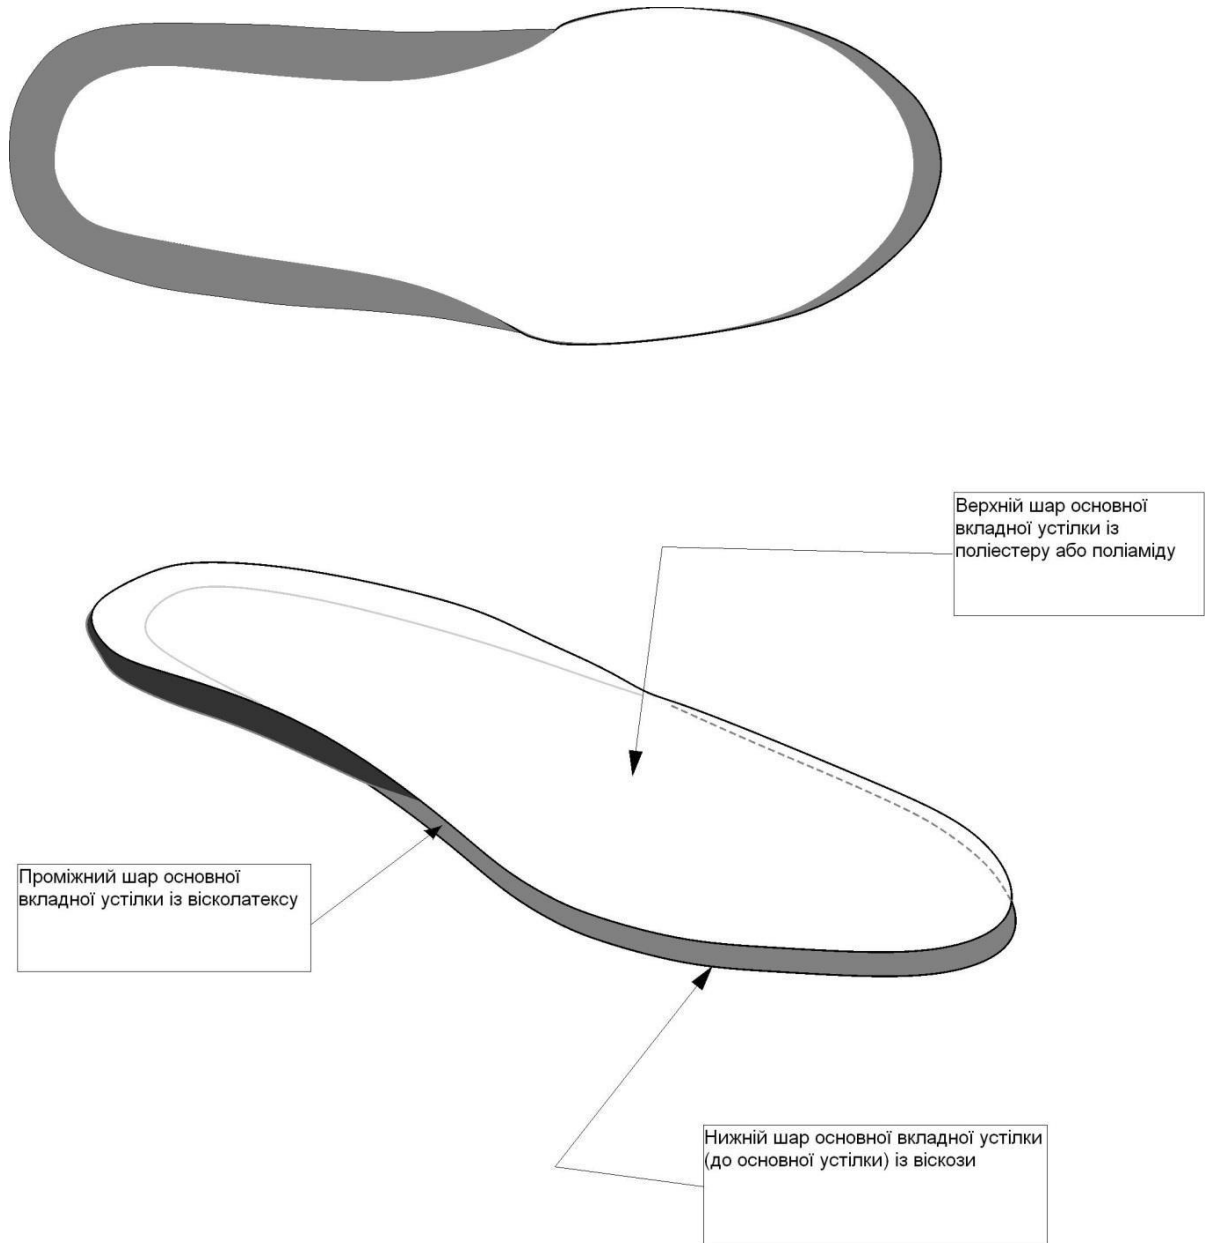 Верхній шар основної
вкладної устілки із
поліестеру або поліаміду
Проміжний шар основної
вкладної устілки із вісколатексу
Нижній шар основної вкладної устілки
(до основної устілки) із віскози